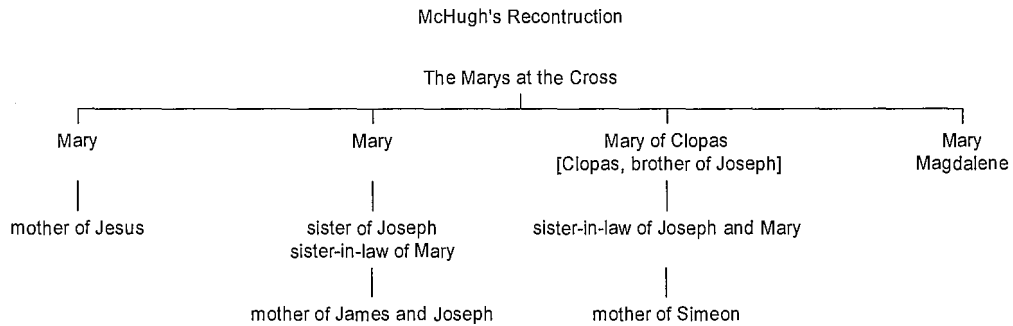 McHugh's Recontruction
The Marys at the Cross
Mary
Mary
Mary of Clopas
[Clopas, brother of Joseph]
Mary
Magdalene
mother of Jesus
sister of Joseph
sister-in-law of Mary
sister-in-law of Joseph and Mary
mother of James and Joseph
mother of Simeon